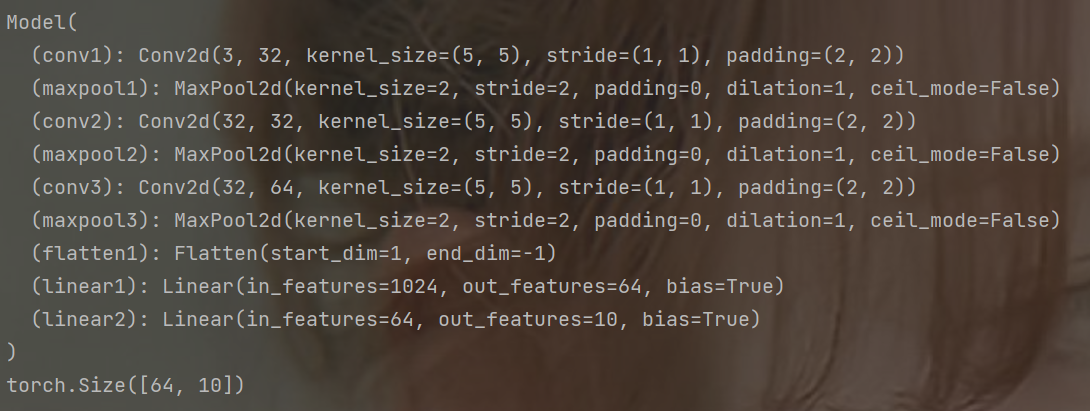 Model(
  (conv1): Conv2d(3, 32, kernel_size=(5, 5), stride=(1, 1), padding=(2, 2))
  (maxpool1): MaxPool2d(kernel_size=2, stride=2, padding=0, dilation=1, ceil_mode=False)
  (conv2): Conv2d(32, 32, kernel_size=(5, 5), stride=(1, 1), padding=(2, 2))
  (maxpool2): MaxPool2d(kernel_size=2, stride=2, padding=0, dilation=1, ceil_mode=False)
  (conv3): Conv2d(32, 64, kernel_size=(5, 5), stride=(1, 1), padding=(2, 2))
  (maxpool3): MaxPool2d(kernel_size=2, stride=2, padding=0, dilation=1, ceil_mode=False)
  (flatten1): Flatten(start_dim=1, end_dim=-1)
  (linear1): Linear(in_features=1024, out_features=64, bias=True)
  (linear2): Linear(in_features=64, out_features=10, bias=True)
)
torch.Size([64, 10])